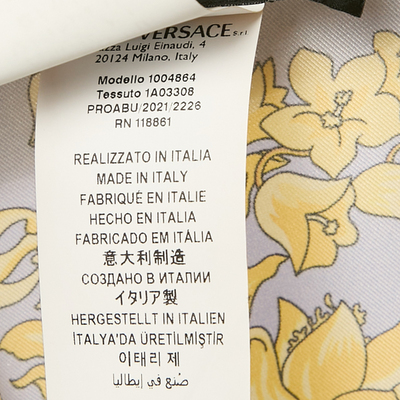 VERSACE S.r.l.
Luigi Einaudi, 4
20124 Milano, Italy
Modello 1004864
Tessuto 1A03308
PROABU/2021/2226
RN 118861
REALIZZATO IN ITALIA
MADE IN ITALY
FABRIQUÉ EN ITALIE
HECHO EN ITALIA
FABRICADO EM ITÁLIA
意大利制造
СОЗДАНО В ИТАЛИИ
イタリア製
HERGESTELLT IN ITALIEN
İTALYA'DA ÜRETİLMİŞTİR
이태리 제
صُنع في إيطاليا